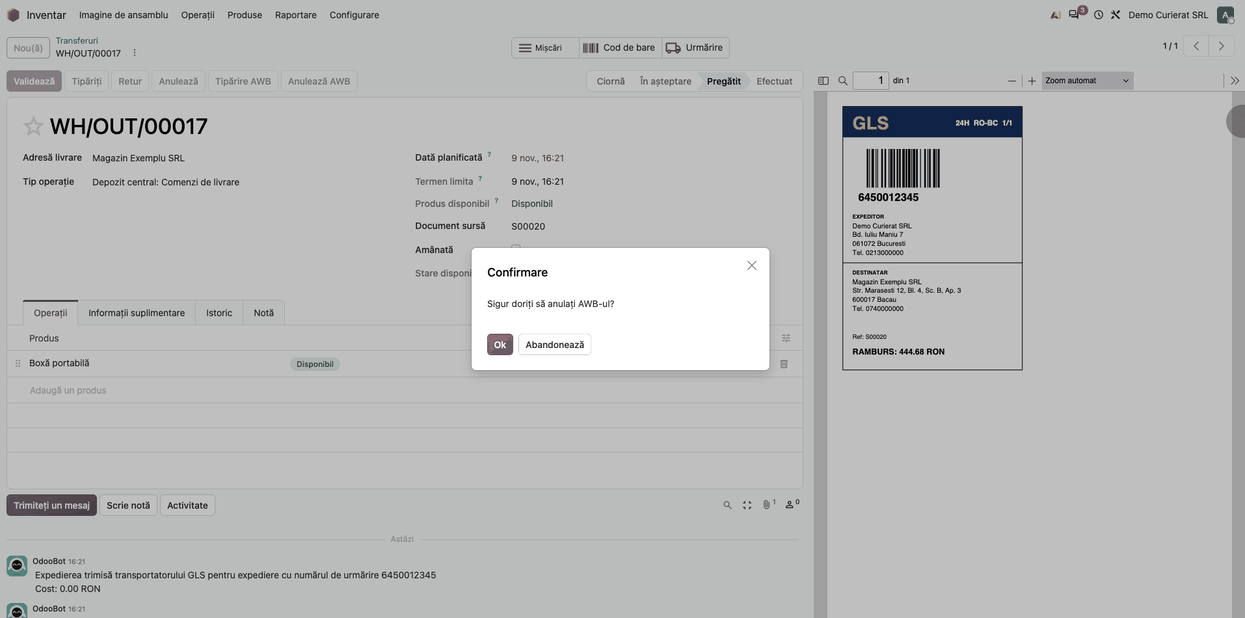 Inventar
Imagine de ansamblu
Operații
Produse
Raportare
Configurare
3
Demo Curierat SRL
A
Nou(ă)
Transferuri
WH/OUT/00017
Mișcări
Cod de bare
Urmărire
1 / 1
Validează
Tipăriți
Retur
Anulează
Tipărire AWB
Anulează AWB
Ciornă
În așteptare
Pregătit
Efectuat
1
din 1
Zoom automat
WH/OUT/00017
Adresă livrare
Magazin Exemplu SRL
Tip operație
Depozit central: Comenzi de livrare
Dată planificată ?
9 nov., 16:21
Termen limita ?
9 nov., 16:21
Produs disponibil ?
Disponibil
Document sursă
S00020
Amânată
Stare disponi
Confirmare
Sigur doriți să anulați AWB-ul?
Ok
Abandonează
Operații
Informații suplimentare
Istoric
Notă
Produs
Boxă portabilă
Disponibil
Adaugă un produs
Trimiteți un mesaj
Scrie notă
Activitate
1
0
Astăzi
OdooBot 16:21
Expedierea trimisă transportatorului GLS pentru expediere cu numărul de urmărire 6450012345
Cost: 0.00 RON
OdooBot 16:21
GLS
24H RO-BC 1/1
6450012345
EXPEDITOR
Demo Curierat SRL
Bd. Iuliu Maniu 7
061072 Bucuresti
Tel. 0213000000
DESTINATAR
Magazin Exemplu SRL
Str. Marasesti 12, Bl. 4, Sc. B, Ap. 3
600017 Bacau
Tel. 0740000000
Ref: S00020
RAMBURS: 444.68 RON